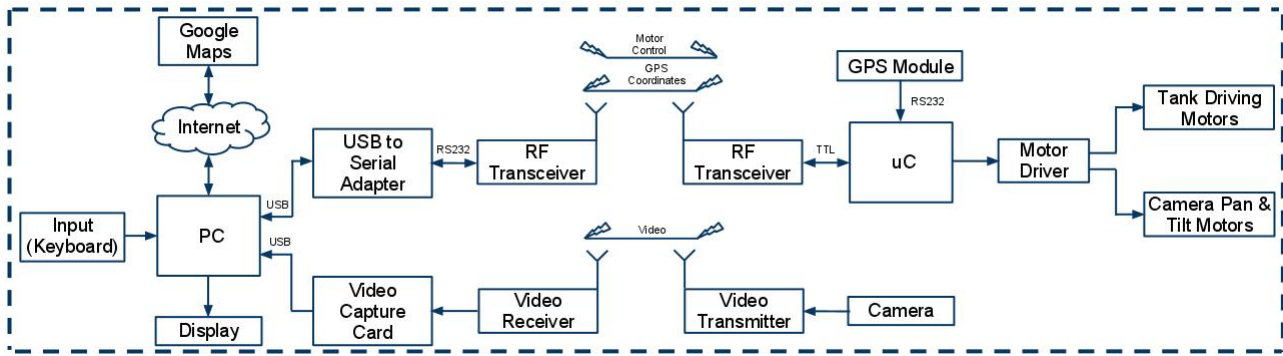 Google
Maps
Internet
Motor
Control
GPS
Coordinates
GPS Module
RS232
Tank Driving
Motors
USB to
Serial
Adapter
RS232
RF
Transceiver
RF
Transceiver
TTL
uC
Motor
Driver
Input
(Keyboard)
PC
USB
USB
Camera Pan &
Tilt Motors
Video
Display
Video
Capture
Card
Video
Receiver
Video
Transmitter
Camera